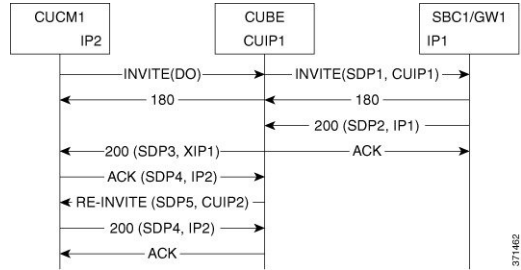 CUCM1
IP2
CUBE
CUIP1
SBC1/GW1
IP1
INVITE(DO)
INVITE(SDP1, CUIP1)
180
180
200 (SDP2, IP1)
200 (SDP3, XIP1)
ACK
ACK (SDP4, IP2)
RE-INVITE (SDP5, CUIP2)
200 (SDP4, IP2)
ACK
371462